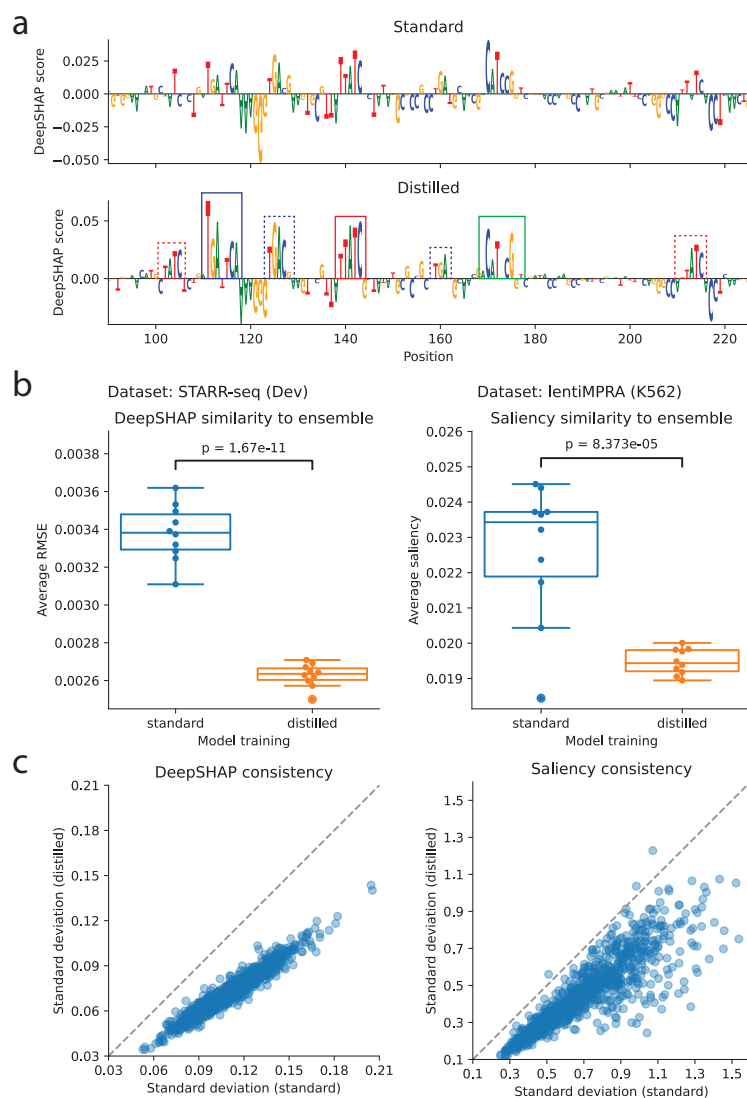 a
Standard
DeepSHAP score
0.025
0.000
−0.025
−0.050
Distilled
DeepSHAP score
0.05
0.00
100 120 140 160 180 200 220
Position
b
Dataset: STARR-seq (Dev)
DeepSHAP similarity to ensemble
p = 1.67e-11
Average RMSE
0.0038
0.0036
0.0034
0.0032
0.0030
0.0028
0.0026
standard distilled
Model training
Dataset: lentiMPRA (K562)
Saliency similarity to ensemble
p = 8.373e-05
Average saliency
0.026
0.025
0.024
0.023
0.022
0.021
0.020
0.019
standard distilled
Model training
c
DeepSHAP consistency
Standard deviation (distilled)
0.21
0.18
0.15
0.12
0.09
0.06
0.03
0.03 0.06 0.09 0.12 0.15 0.18 0.21
Standard deviation (standard)
Saliency consistency
Standard deviation (distilled)
1.5
1.3
1.1
0.9
0.7
0.5
0.3
0.1
0.1 0.3 0.5 0.7 0.9 1.1 1.3 1.5
Standard deviation (standard)